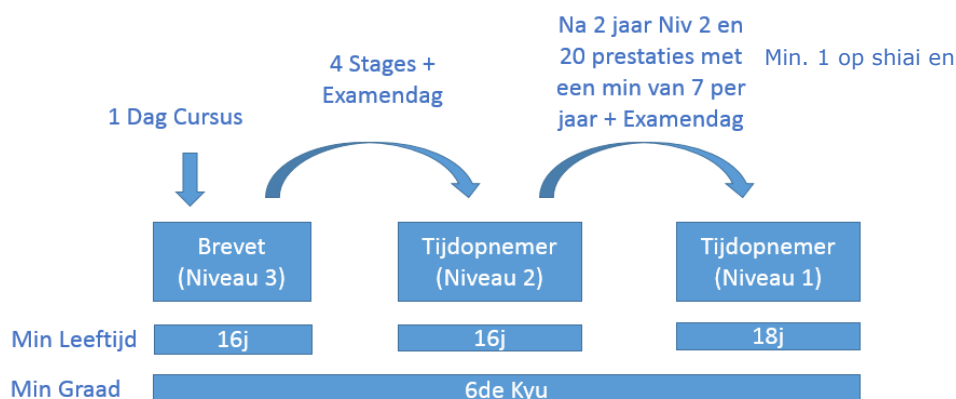 Na 2 jaar Niv 2 en
20 prestaties met
een min van 7 per
jaar + Examendag
Min. 1 op shiai en
4 Stages +
Examendag
1 Dag Cursus
Brevet
(Niveau 3)
Tijdopnemer
(Niveau 2)
Tijdopnemer
(Niveau 1)
Min Leeftijd
16j
16j
18j
Min Graad
6de Kyu